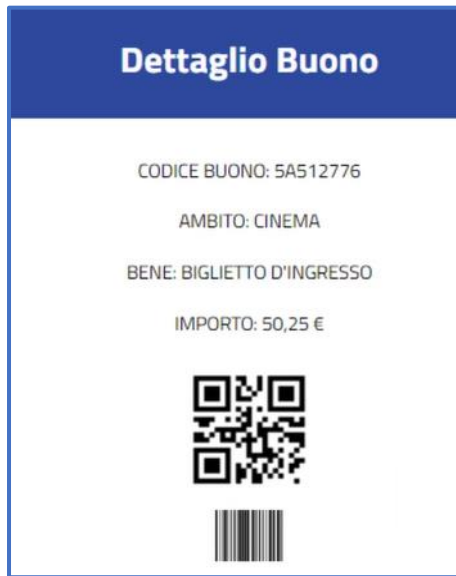 Dettaglio Buono
CODICE BUONO: 5A512776
AMBITO: CINEMA
BENE: BIGLIETTO D'INGRESSO
IMPORTO: 50,25 €